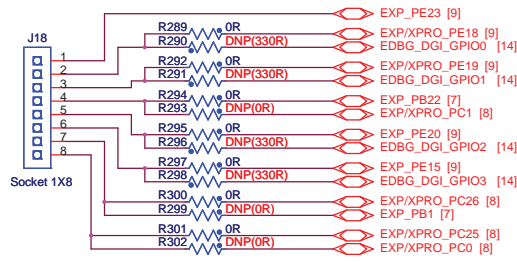 EXP_PE23 [9]
R289 0R EXP/XPRO_PE18 [9]
J18 R290 DNP(330R) EDBG_DGI_GPIO0 [14]
1 R292 0R EXP/XPRO_PE19 [9]
2 R291 DNP(330R) EDBG_DGI_GPIO1 [14]
3 R294 0R EXP_PB22 [7]
4 R293 DNP(0R) EXP/XPRO_PC1 [8]
5 R295 0R EXP_PE20 [9]
6 R296 DNP(330R) EDBG_DGI_GPIO2 [14]
7 R297 0R EXP_PE15 [9]
8 R298 DNP(330R) EDBG_DGI_GPIO3 [14]
Socket 1X8
R300 0R EXP/XPRO_PC26 [8]
R299 DNP(0R) EXP_PB1 [7]
R301 0R EXP/XPRO_PC25 [8]
R302 DNP(0R) EXP/XPRO_PC0 [8]